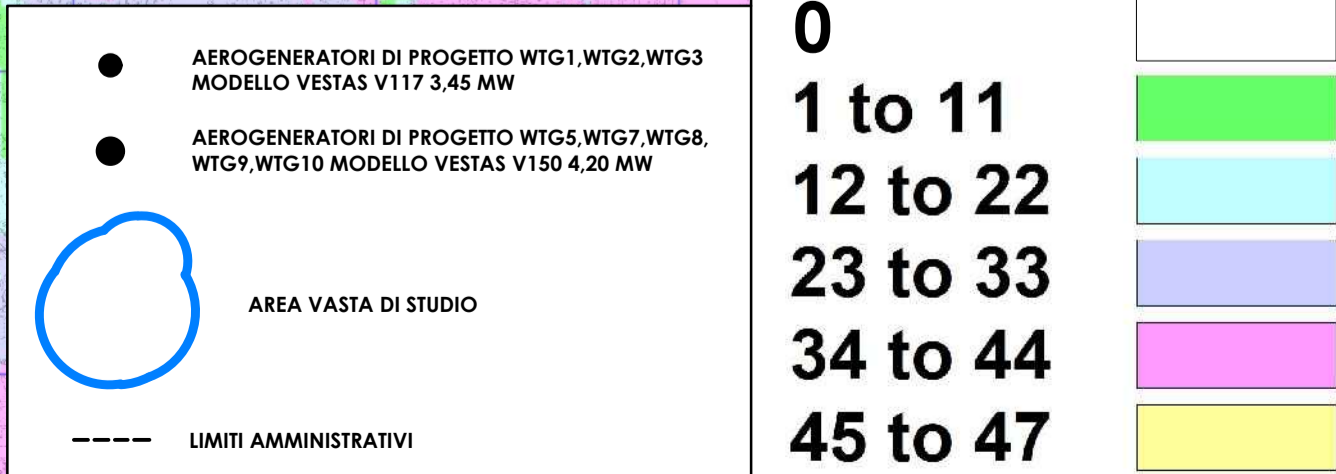 AEROGENERATORI DI PROGETTO WTG1,WTG2,WTG3
MODELLO VESTAS V117 3,45 MW
AEROGENERATORI DI PROGETTO WTG5,WTG7,WTG8,
WTG9,WTG10 MODELLO VESTAS V150 4,20 MW
AREA VASTA DI STUDIO
LIMITI AMMINISTRATIVI
0
1 to 11
12 to 22
23 to 33
34 to 44
45 to 47